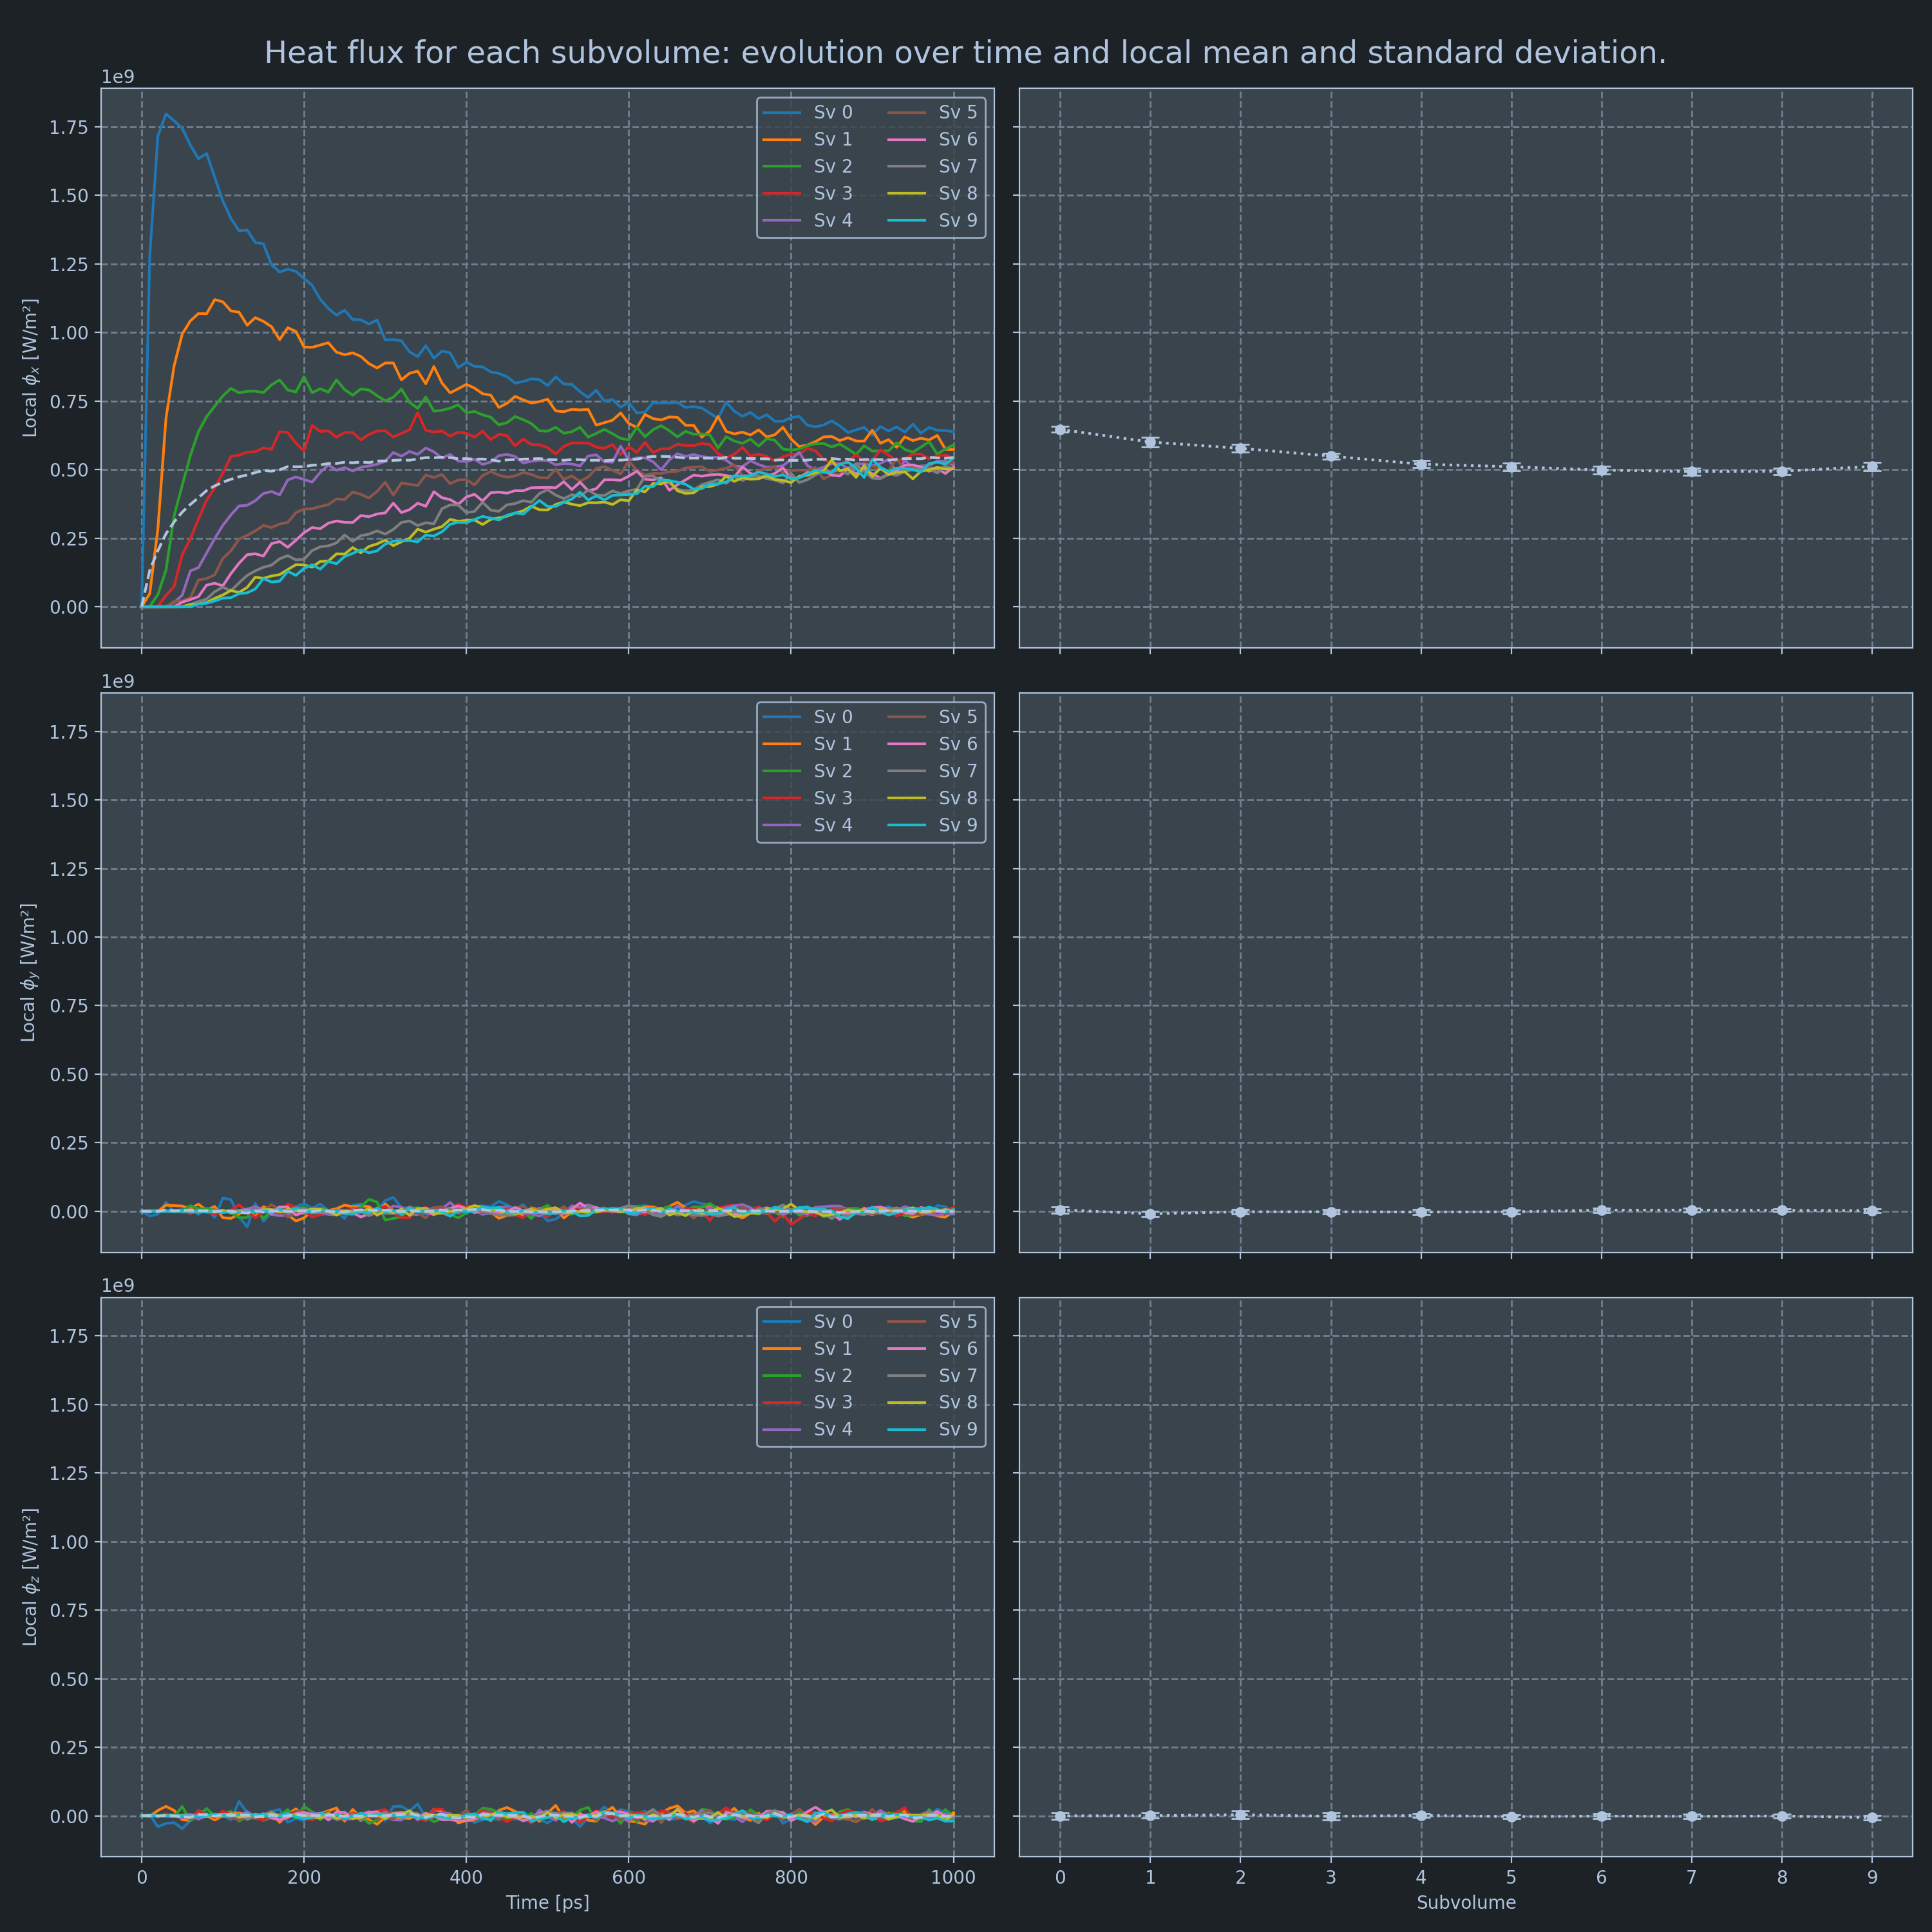 Heat flux for each subvolume: evolution over time and local mean and standard deviation.
1e9
1.75
1.50
1.25
1.00
0.75
0.50
0.25
0.00
Local ϕx [W/m²]
Sv 0 Sv 5
Sv 1 Sv 6
Sv 2 Sv 7
Sv 3 Sv 8
Sv 4 Sv 9
1e9
1.75
1.50
1.25
1.00
0.75
0.50
0.25
0.00
Local ϕy [W/m²]
Sv 0 Sv 5
Sv 1 Sv 6
Sv 2 Sv 7
Sv 3 Sv 8
Sv 4 Sv 9
1e9
1.75
1.50
1.25
1.00
0.75
0.50
0.25
0.00
Local ϕz [W/m²]
Sv 0 Sv 5
Sv 1 Sv 6
Sv 2 Sv 7
Sv 3 Sv 8
Sv 4 Sv 9
0 200 400 600 800 1000
Time [ps]
0 1 2 3 4 5 6 7 8 9
Subvolume